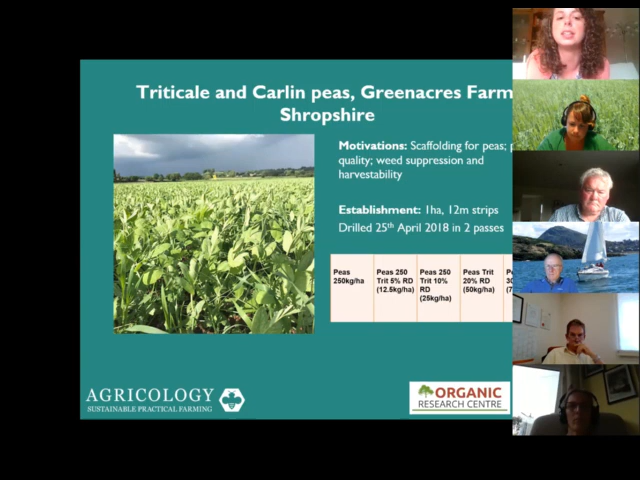 Triticale and Carlin peas, Greenacres Farm
Shropshire
Motivations: Scaffolding for peas;
quality; weed suppression and
harvestability
Establishment: 1ha, 12m strips
Drilled 25th April 2018 in 2 passes
Peas
250kg/ha
Peas 250
Trit 5% RD
(12.5kg/ha)
Peas 250
Trit 10%
RD
(25kg/ha)
Peas Trit
20% RD
(50kg/ha)
AGRICOLOGY
SUSTAINABLE PRACTICAL FARMING
ORGANIC
RESEARCH CENTRE